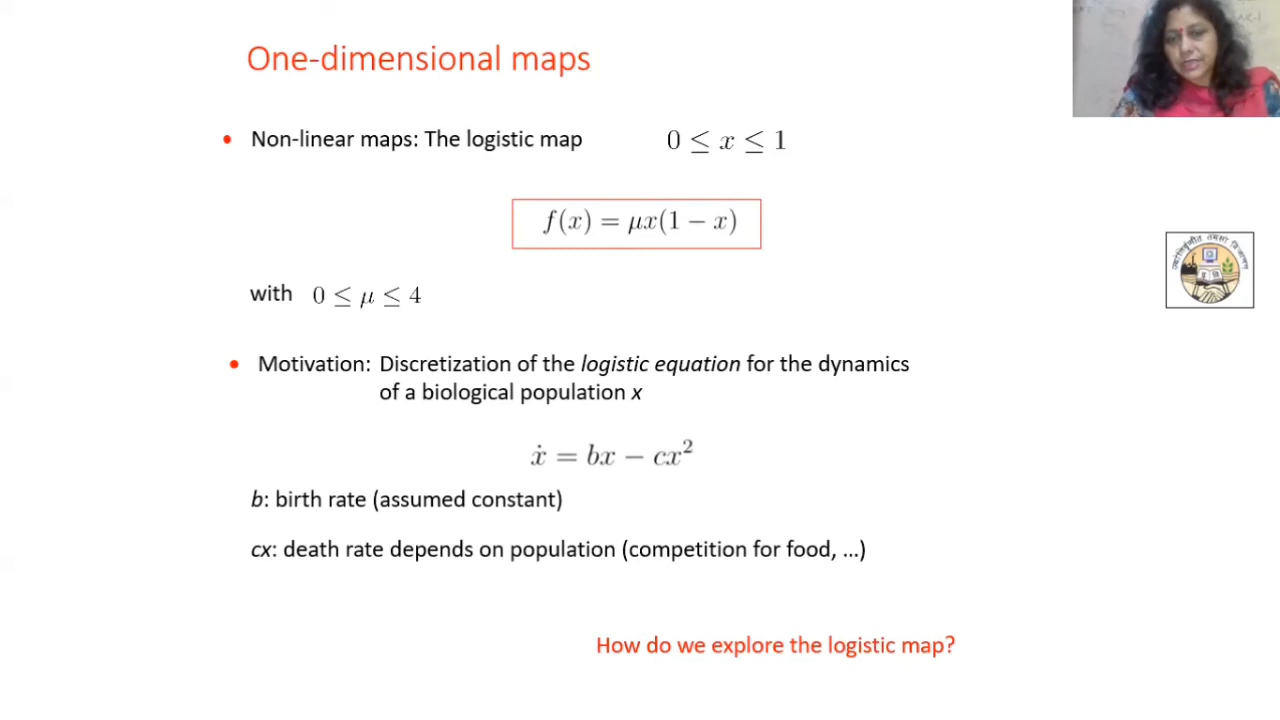 One-dimensional maps
• Non-linear maps: The logistic map 0 ≤ x ≤ 1
f(x) = μx(1 − x)
with 0 ≤ μ ≤ 4
• Motivation: Discretization of the logistic equation for the dynamics
of a biological population x
ẋ = bx − cx²
b: birth rate (assumed constant)
cx: death rate depends on population (competition for food, ...)
How do we explore the logistic map?